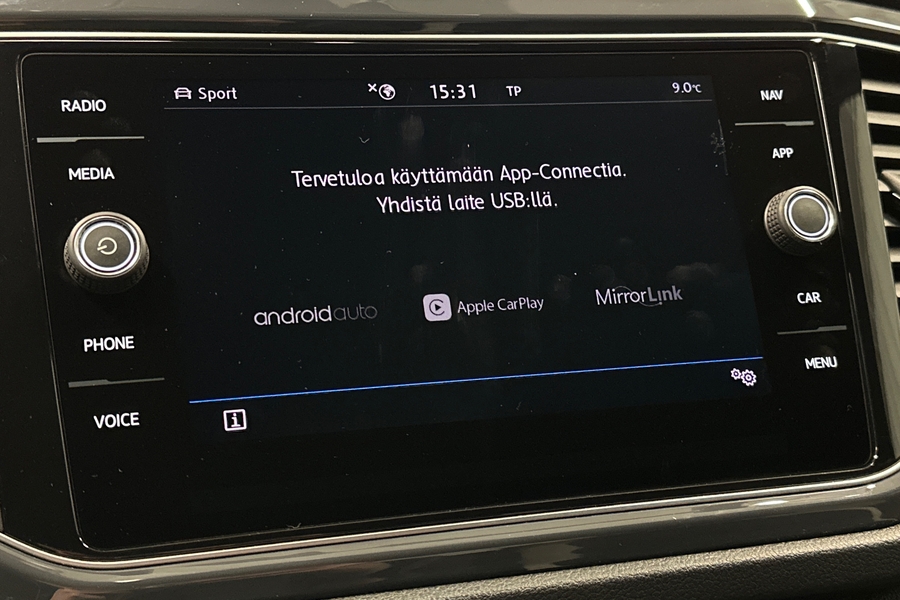 RADIO
MEDIA
PHONE
VOICE
Sport
15:31
TP
9.0°C
Tervetuloa käyttämään App-Connectia.
Yhdistä laite USB:llä.
androidauto
Apple CarPlay
MirrorLink
i
NAV
APP
CAR
MENU